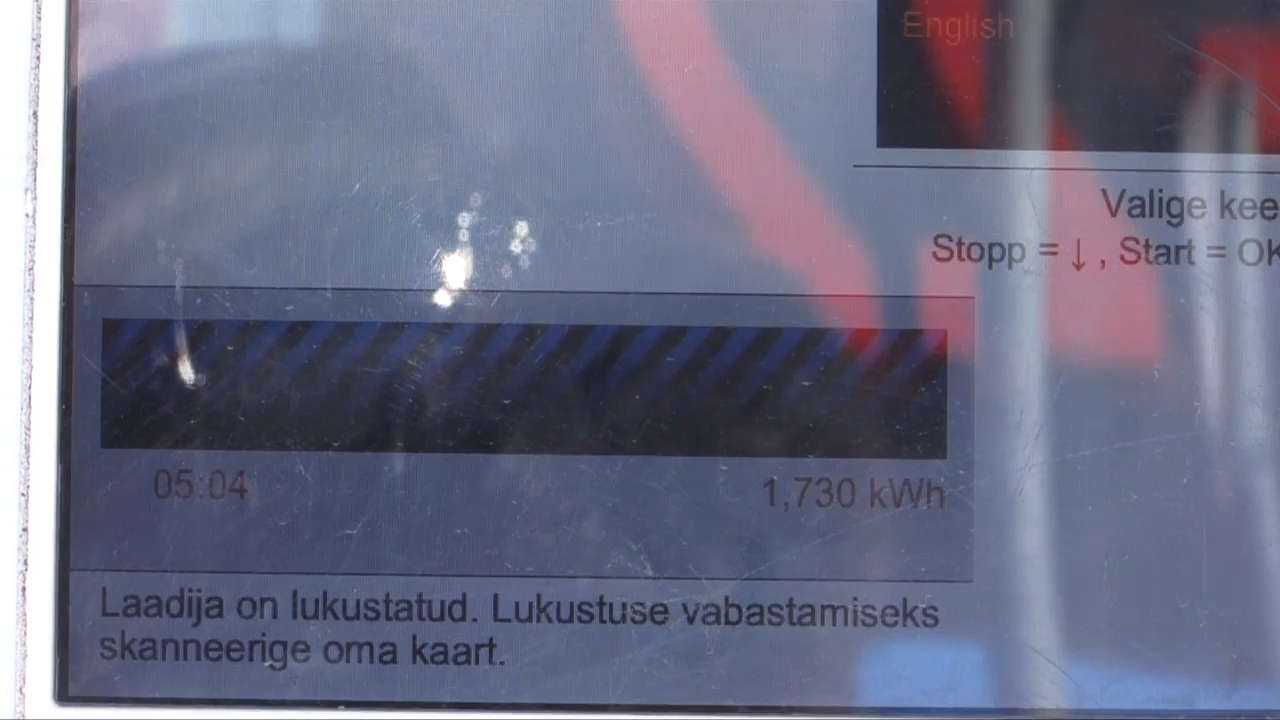 English
Valige kee
Stopp = ↓ , Start = OK
05:04
1,730 kWh
Laadija on lukustatud. Lukustuse vabastamiseks
skanneerige oma kaart.